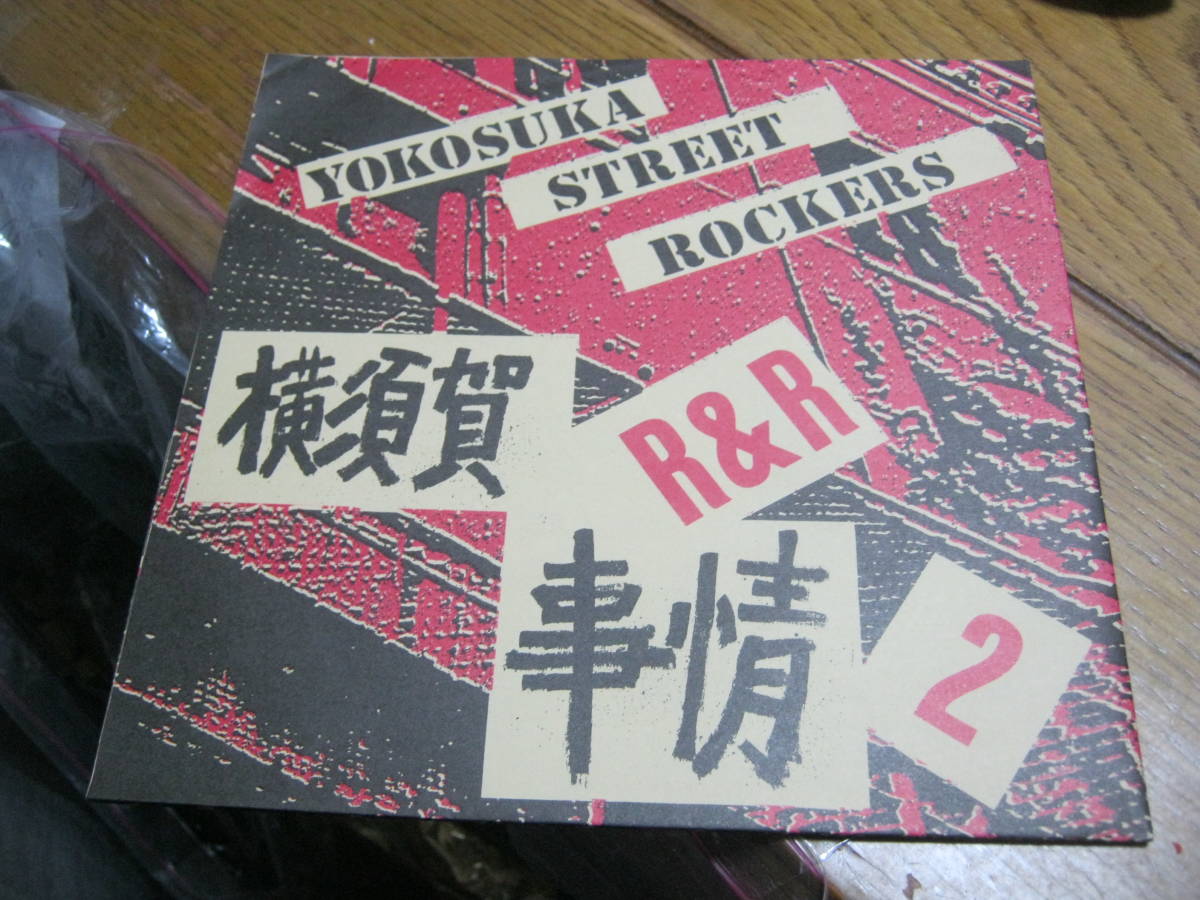 YOKOSUKA
STREET
ROCKERS
横須賀
R&R
事情
2